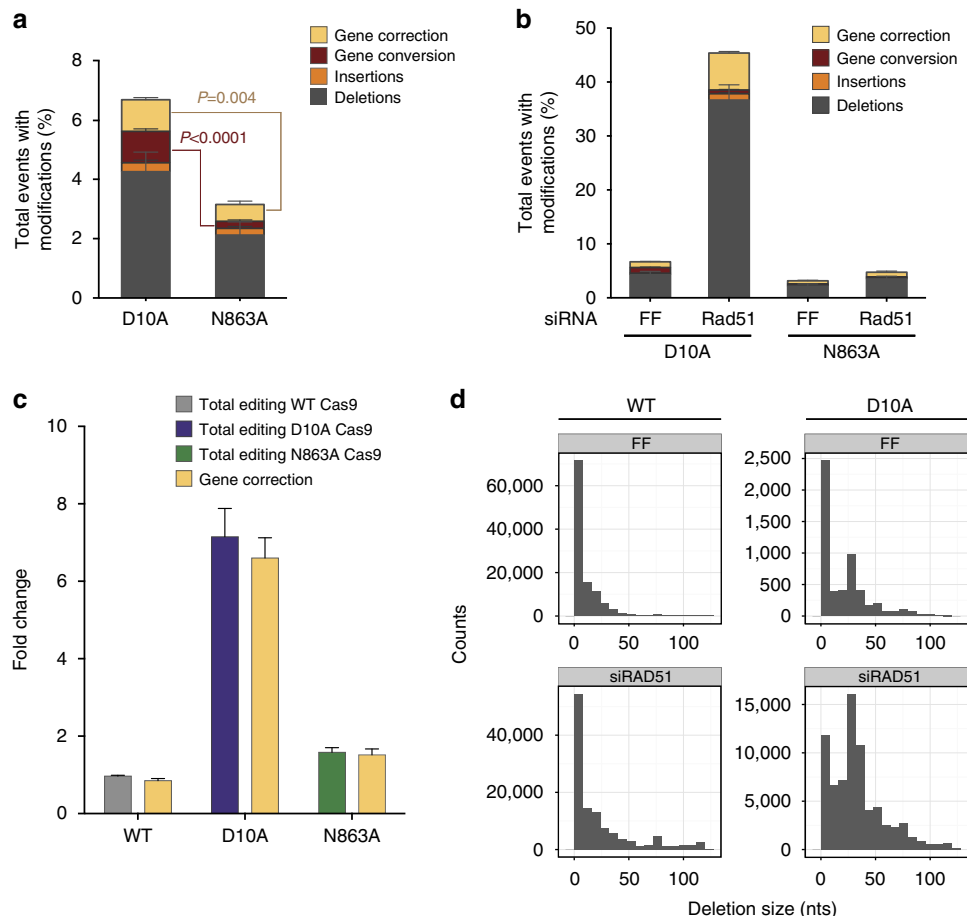 a
Gene correction
Gene conversion
Insertions
Deletions
Total events with
modifications (%)
8
6
4
2
0
P=0.004
P<0.0001
D10A N863A
b
Gene correction
Gene conversion
Insertions
Deletions
Total events with
modifications (%)
50
40
30
20
10
0
siRNA FF Rad51 FF Rad51
D10A N863A
c
Total editing WT Cas9
Total editing D10A Cas9
Total editing N863A Cas9
Gene correction
Fold change
10
8
6
4
2
0
WT D10A N863A
d
WT D10A
FF FF
60,000
40,000
20,000
0
2,500
2,000
1,500
1,000
500
0
0 50 100
0 50 100
Counts
siRAD51 siRAD51
40,000
20,000
0
15,000
10,000
5,000
0
0 50 100
0 50 100
Deletion size (nts)